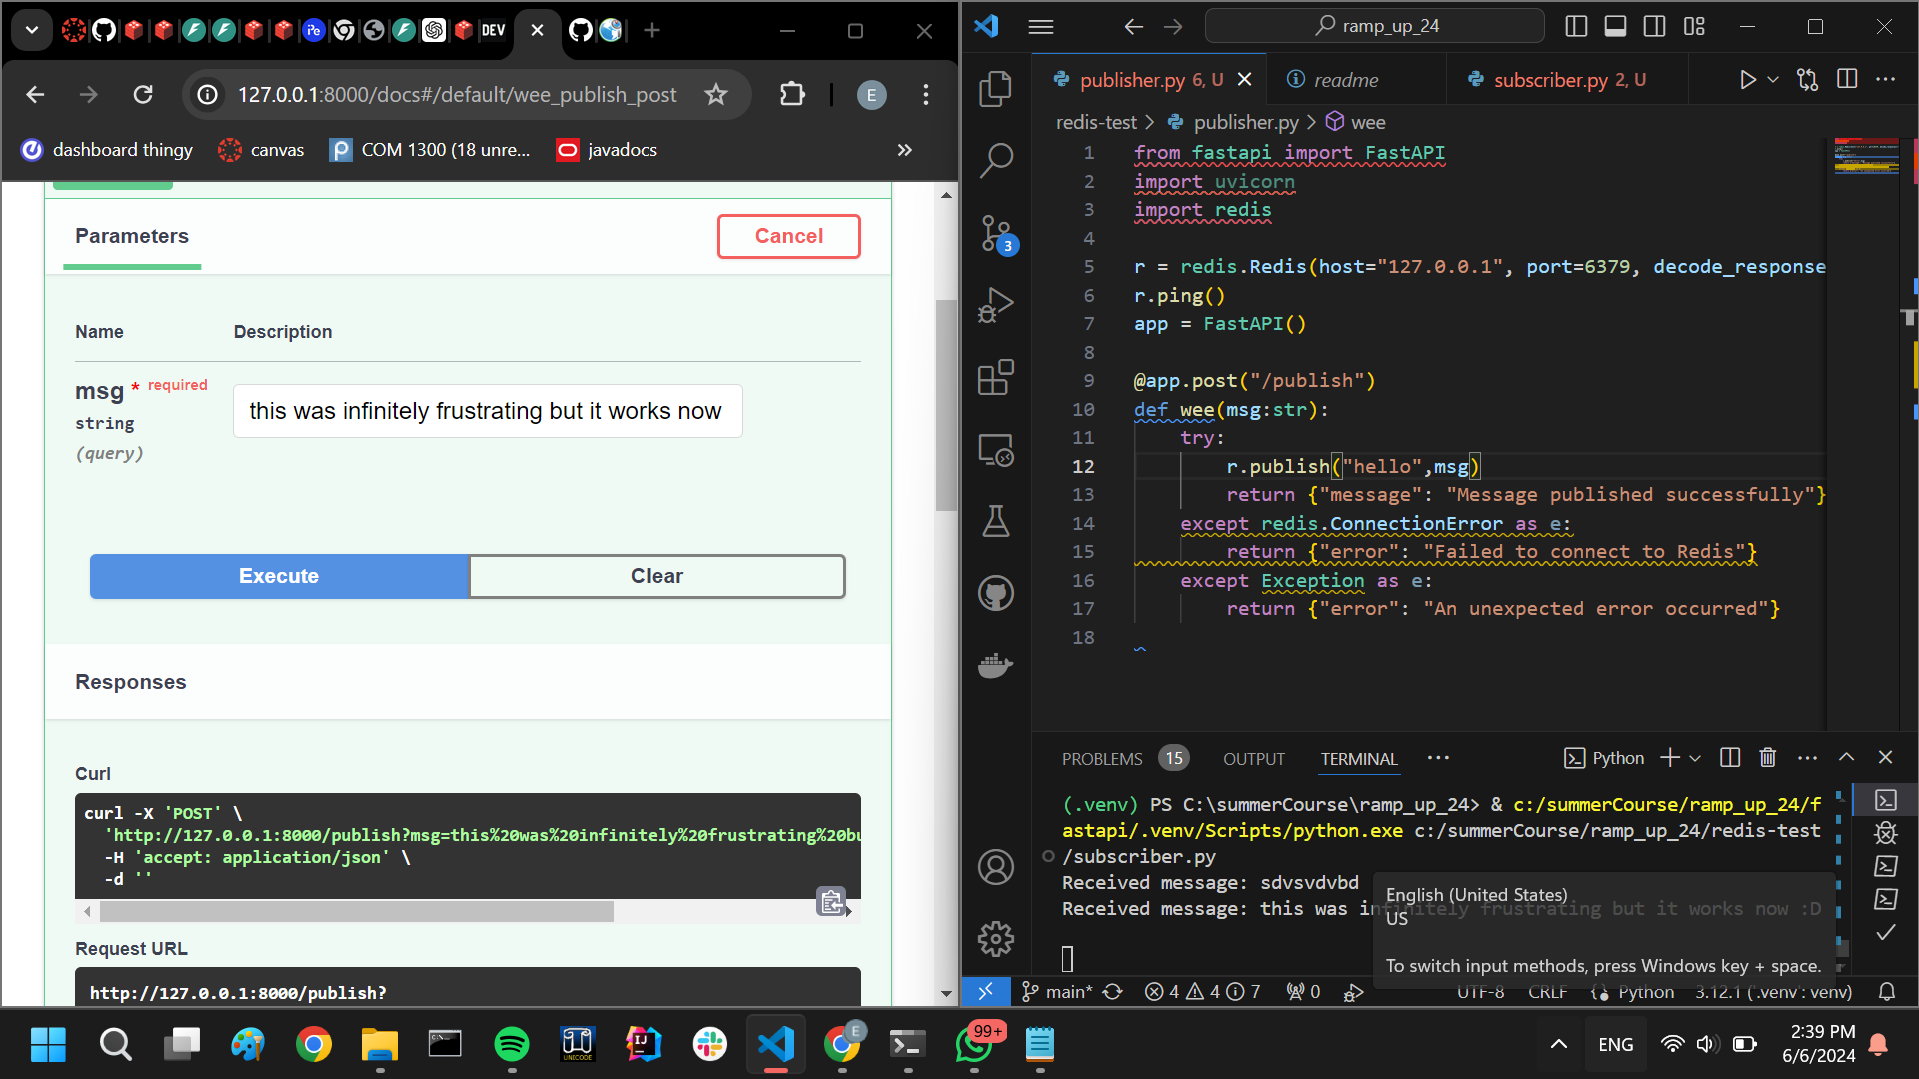 DEV
127.0.0.1:8000/docs#/default/wee_publish_post
E
dashboard thingy
canvas
COM 1300 (18 unre...
javadocs
»
Parameters
Cancel
Name
Description
msg * required
string
(query)
this was infinitely frustrating but it works now
Execute
Clear
Responses
Curl
curl -X 'POST' \
'http://127.0.0.1:8000/publish?msg=this%20was%20infinitely%20frustrating%20bu
-H 'accept: application/json' \
-d ''
Request URL
http://127.0.0.1:8000/publish?
ramp_up_24
publisher.py 6, U
readme
subscriber.py 2, U
redis-test > publisher.py > wee
3
1 from fastapi import FastAPI
2 import uvicorn
3 import redis
4
5 r = redis.Redis(host="127.0.0.1", port=6379, decode_response
6 r.ping()
7 app = FastAPI()
8
9 @app.post("/publish")
10 def wee(msg:str):
11 try:
12 r.publish("hello",msg)
13 return {"message": "Message published successfully"}
14 except redis.ConnectionError as e:
15 return {"error": "Failed to connect to Redis"}
16 except Exception as e:
17 return {"error": "An unexpected error occurred"}
18
PROBLEMS 15
OUTPUT
TERMINAL
Python
(.venv) PS C:\summerCourse\ramp_up_24> & c:/summerCourse/ramp_up_24/f
astapi/.venv/Scripts/python.exe c:/summerCourse/ramp_up_24/redis-test
/subscriber.py
Received message: sdvsvdvbd
Received message: this was infinitely frustrating but it works now :D
English (United States)
US
To switch input methods, press Windows key + space.
main*
4 4 7
0
UTF-8
CRLF
Python
3.12.1 ('.venv': venv)
UNICODE
IJ
E
99+
ENG
2:39 PM
6/6/2024